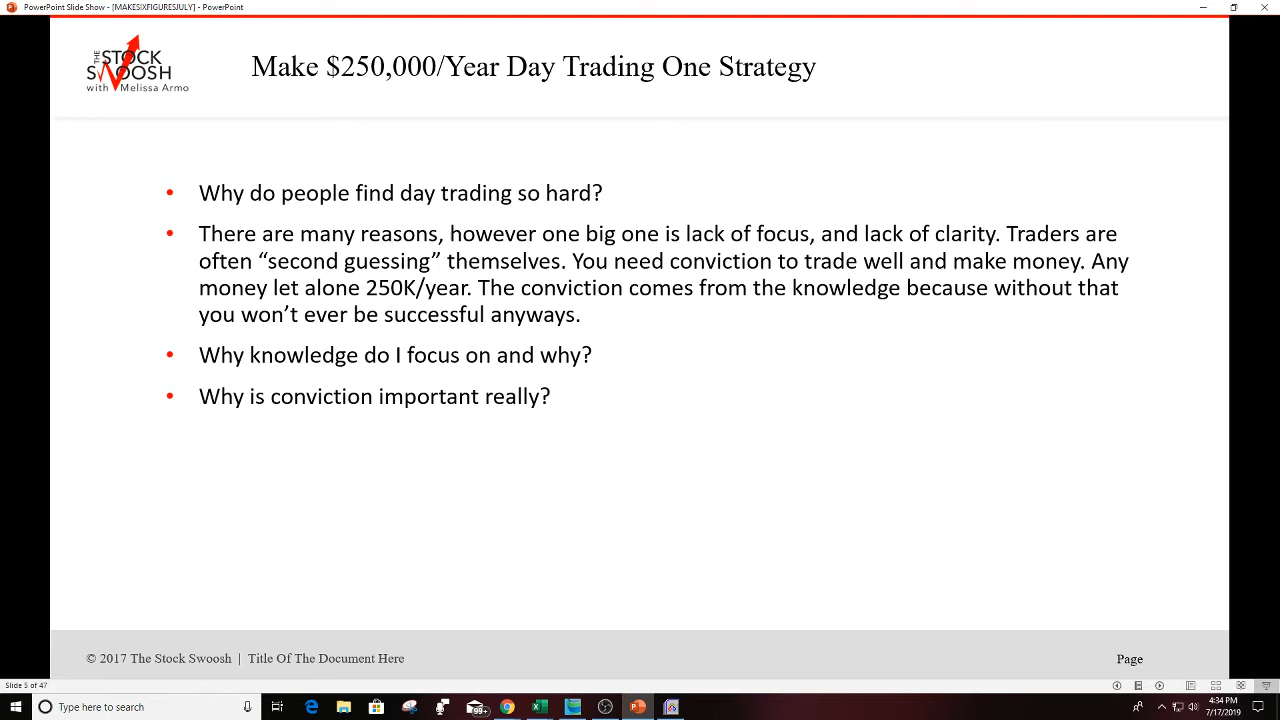 PowerPoint Slide Show - [MAKESIXFIGURESJULY] - PowerPoint
THE STOCK
SWOOSH
with Melissa Armo
Make $250,000/Year Day Trading One Strategy
• Why do people find day trading so hard?
• There are many reasons, however one big one is lack of focus, and lack of clarity. Traders are
often “second guessing” themselves. You need conviction to trade well and make money. Any
money let alone 250K/year. The conviction comes from the knowledge because without that
you won’t ever be successful anyways.
• Why knowledge do I focus on and why?
• Why is conviction important really?
© 2017 The Stock Swoosh | Title Of The Document Here
Page
Slide 5 of 47
Type here to search
99+
4:34 PM
7/17/2019